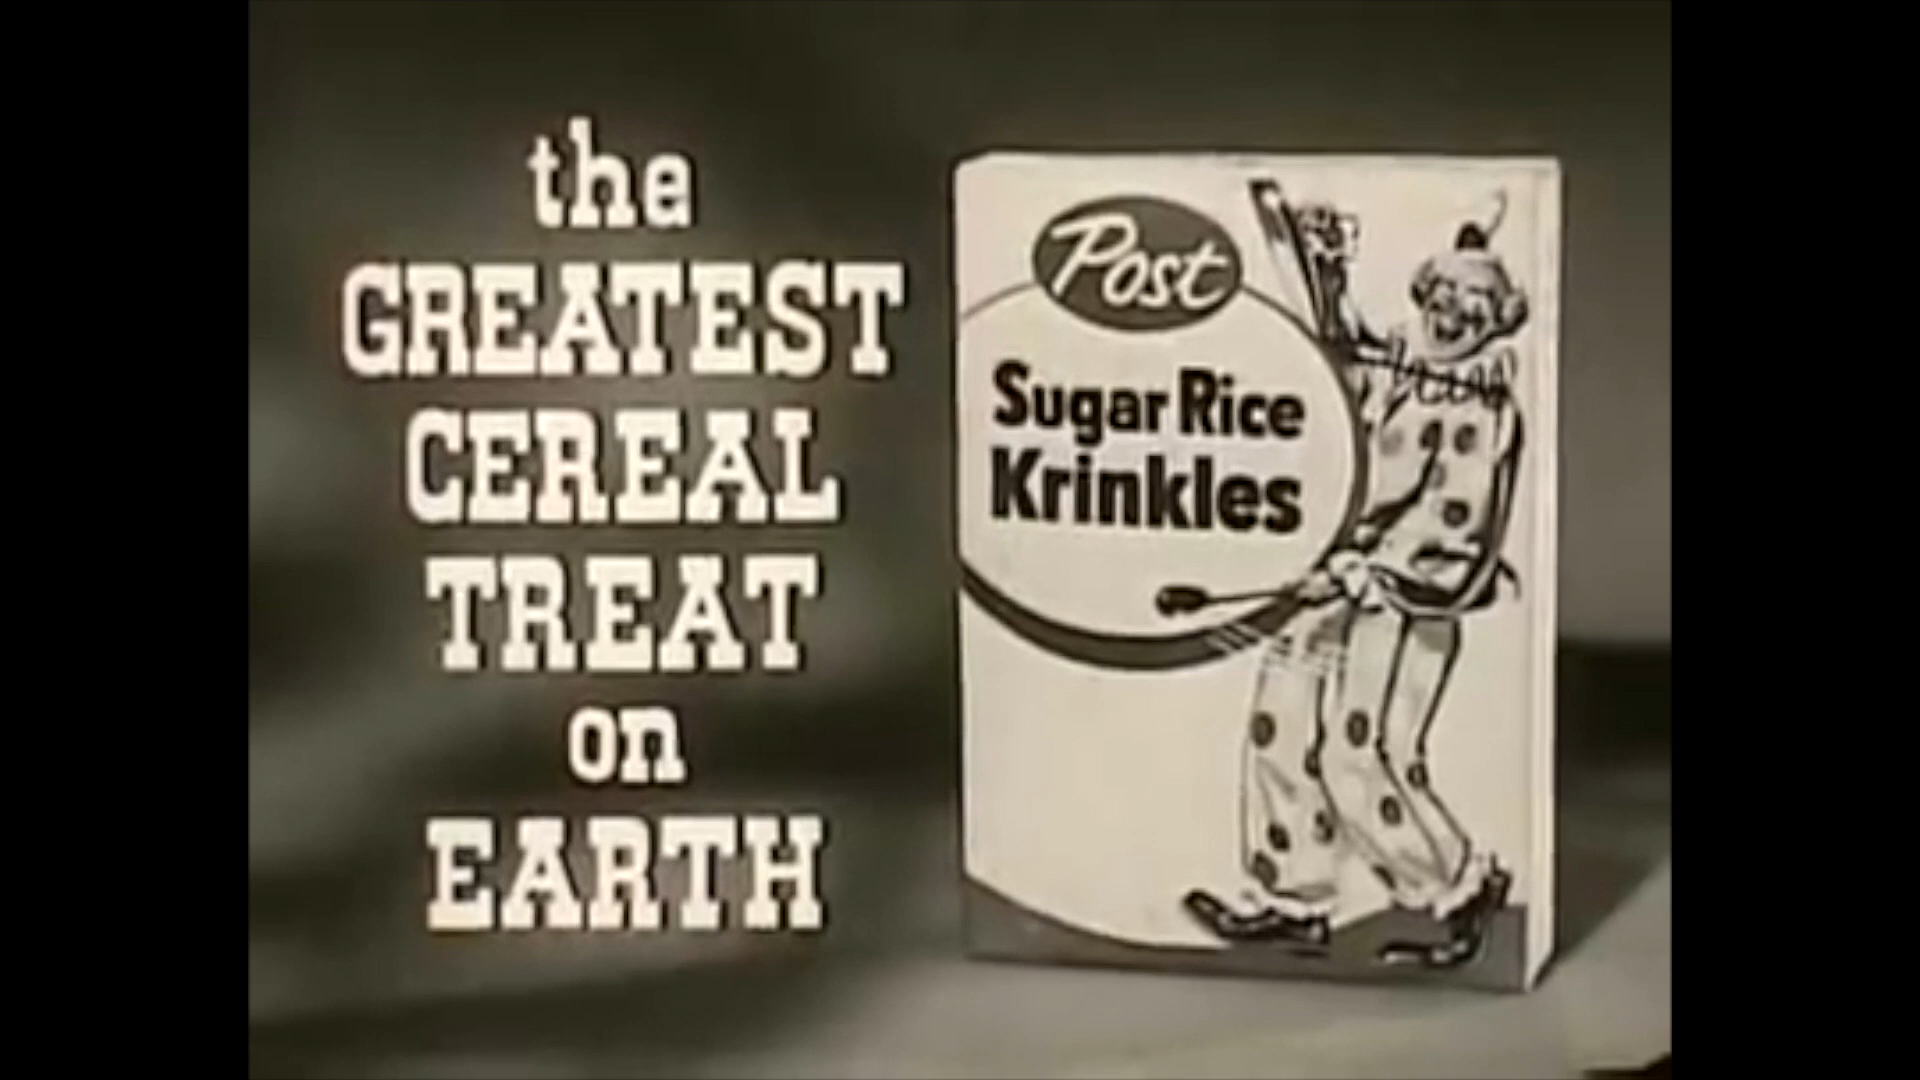 the
GREATEST
CEREAL
TREAT
on
EARTH
Post
Sugar Rice
Krinkles